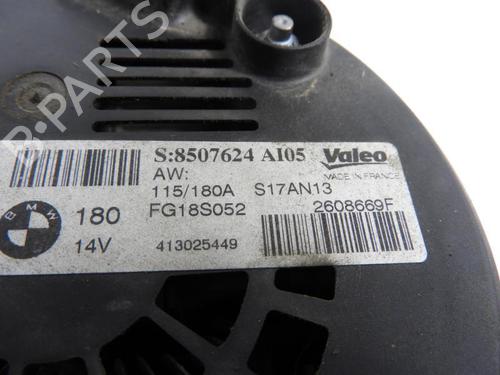 B-PARTS
S:8507624 AI05
Valeo
AW:
MADE IN FRANCE
115/180A S17AN13
BMW
180
FG18S052
2608669F
14V
413025449